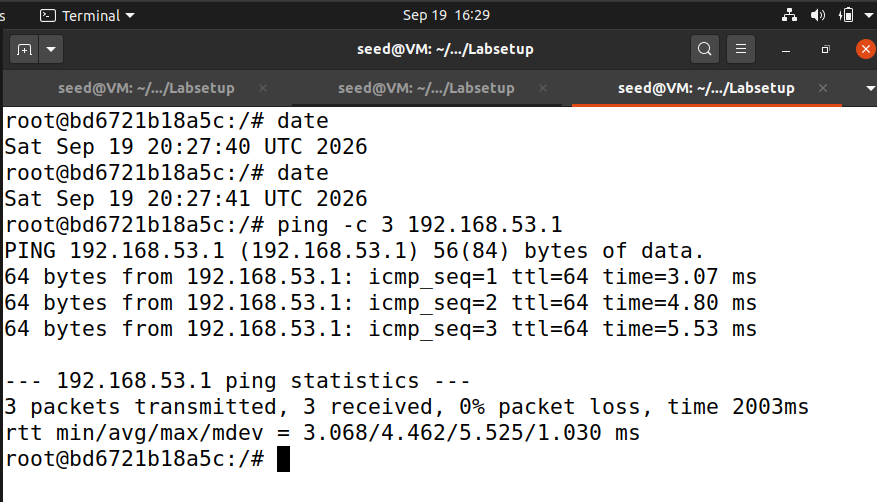 s Terminal Sep 19 16:29
seed@VM: ~/.../Labsetup
seed@VM: ~/.../Labsetup seed@VM: ~/.../Labsetup seed@VM: ~/.../Labsetup
root@bd6721b18a5c:/# date
Sat Sep 19 20:27:40 UTC 2026
root@bd6721b18a5c:/# date
Sat Sep 19 20:27:41 UTC 2026
root@bd6721b18a5c:/# ping -c 3 192.168.53.1
PING 192.168.53.1 (192.168.53.1) 56(84) bytes of data.
64 bytes from 192.168.53.1: icmp_seq=1 ttl=64 time=3.07 ms
64 bytes from 192.168.53.1: icmp_seq=2 ttl=64 time=4.80 ms
64 bytes from 192.168.53.1: icmp_seq=3 ttl=64 time=5.53 ms

--- 192.168.53.1 ping statistics ---
3 packets transmitted, 3 received, 0% packet loss, time 2003ms
rtt min/avg/max/mdev = 3.068/4.462/5.525/1.030 ms
root@bd6721b18a5c:/#